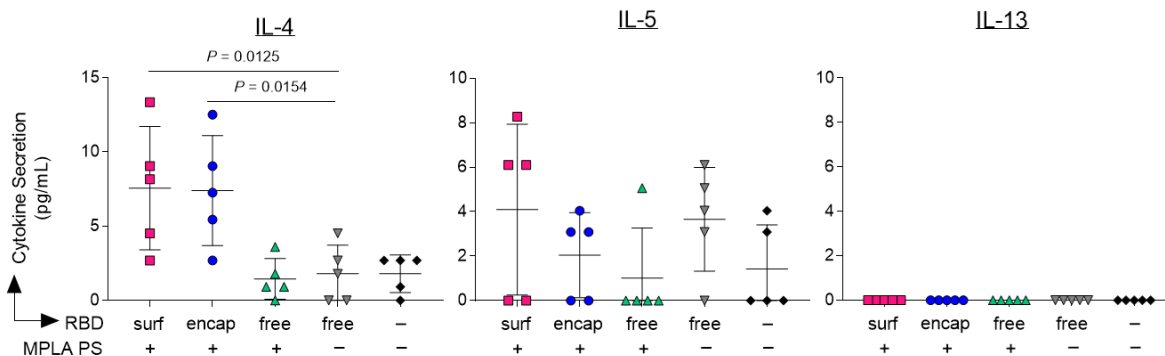 IL-4
IL-5
IL-13
P = 0.0125
P = 0.0154
Cytokine Secretion
(pg/mL)
15
10
5
0
10
8
6
4
2
0
10
8
6
4
2
0
RBD surf encap free free – surf encap free free – surf encap free free –
MPLA PS + + + – – + + + – – + + + – –